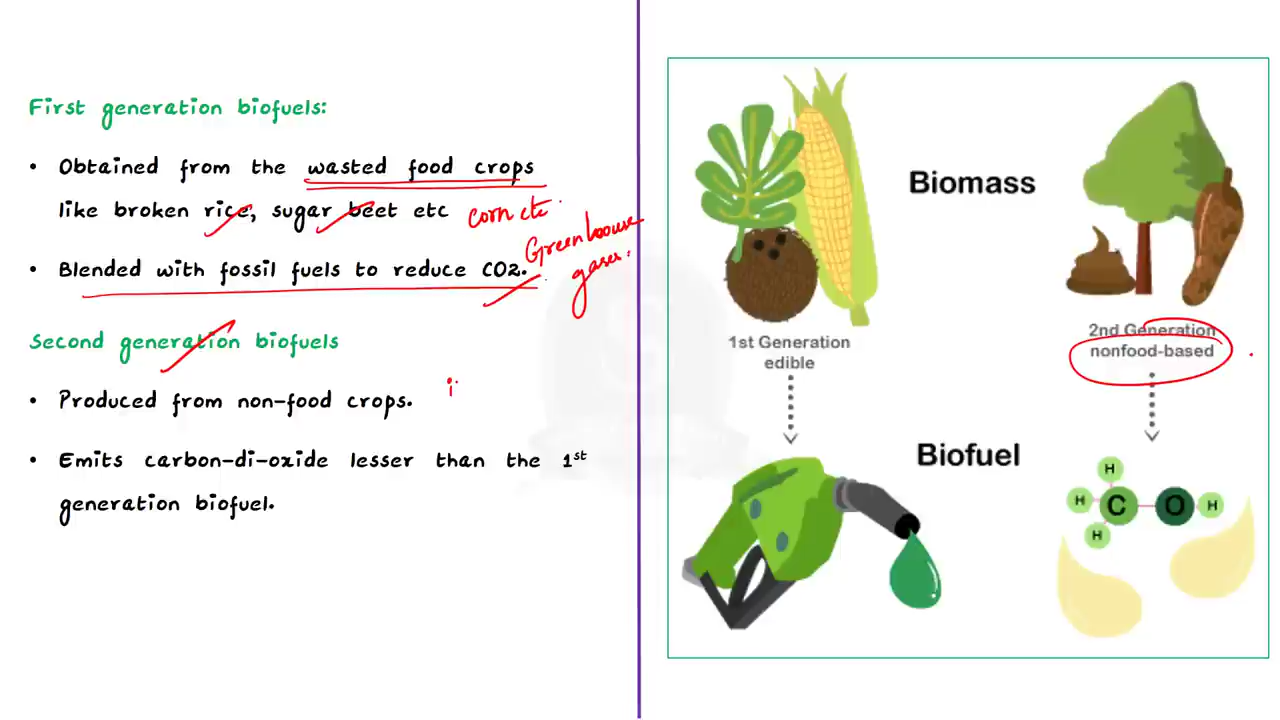 First generation biofuels:
• Obtained from the wasted food crops
like broken rice, sugar beet etc corn etc.
Greenhouse
gases.
• Blended with fossil fuels to reduce CO2.
Second generation biofuels
• Produced from non-food crops.
• Emits carbon-di-oxide lesser than the 1st
generation biofuel.
Biomass
1st Generation
edible
2nd Generation
nonfood-based
Biofuel
H
H C O H
H